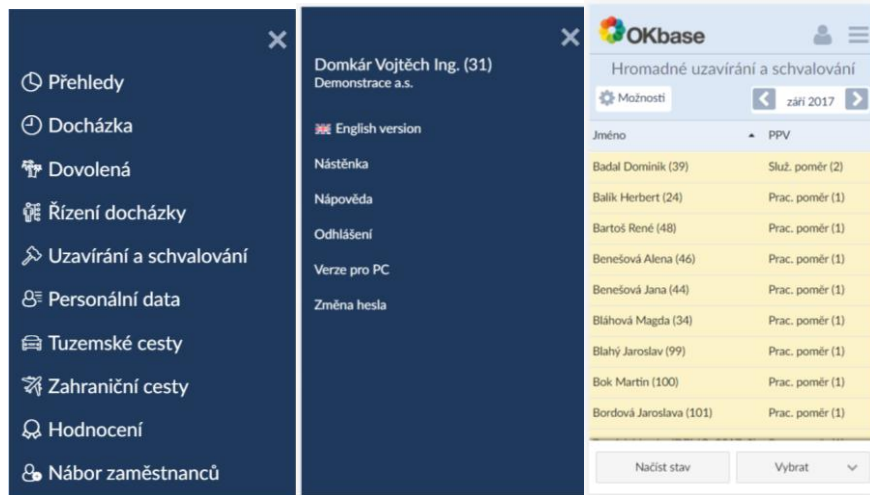 Přehledy
Docházka
Dovolená
Řízení docházky
Uzavírání a schvalování
Personální data
Tuzemské cesty
Zahraniční cesty
Hodnocení
Nábor zaměstnanců
Domkár Vojtěch Ing. (31)
Demonstrace a.s.
English version
Nástěnka
Nápověda
Odhlášení
Verze pro PC
Změna hesla
OKbase
Hromadné uzavírání a schvalování
Možnosti září 2017
Jméno PPV
Badal Dominik (39) Služ. poměr (2)
Balík Herbert (24) Prac. poměr (1)
Bartoš René (48) Prac. poměr (1)
Benešová Alena (46) Prac. poměr (1)
Benešová Jana (44) Prac. poměr (1)
Bláhová Magda (34) Prac. poměr (1)
Blahý Jaroslav (99) Prac. poměr (1)
Bok Martin (100) Prac. poměr (1)
Bordová Jaroslava (101) Prac. poměr (1)
Načíst stav Vybrat